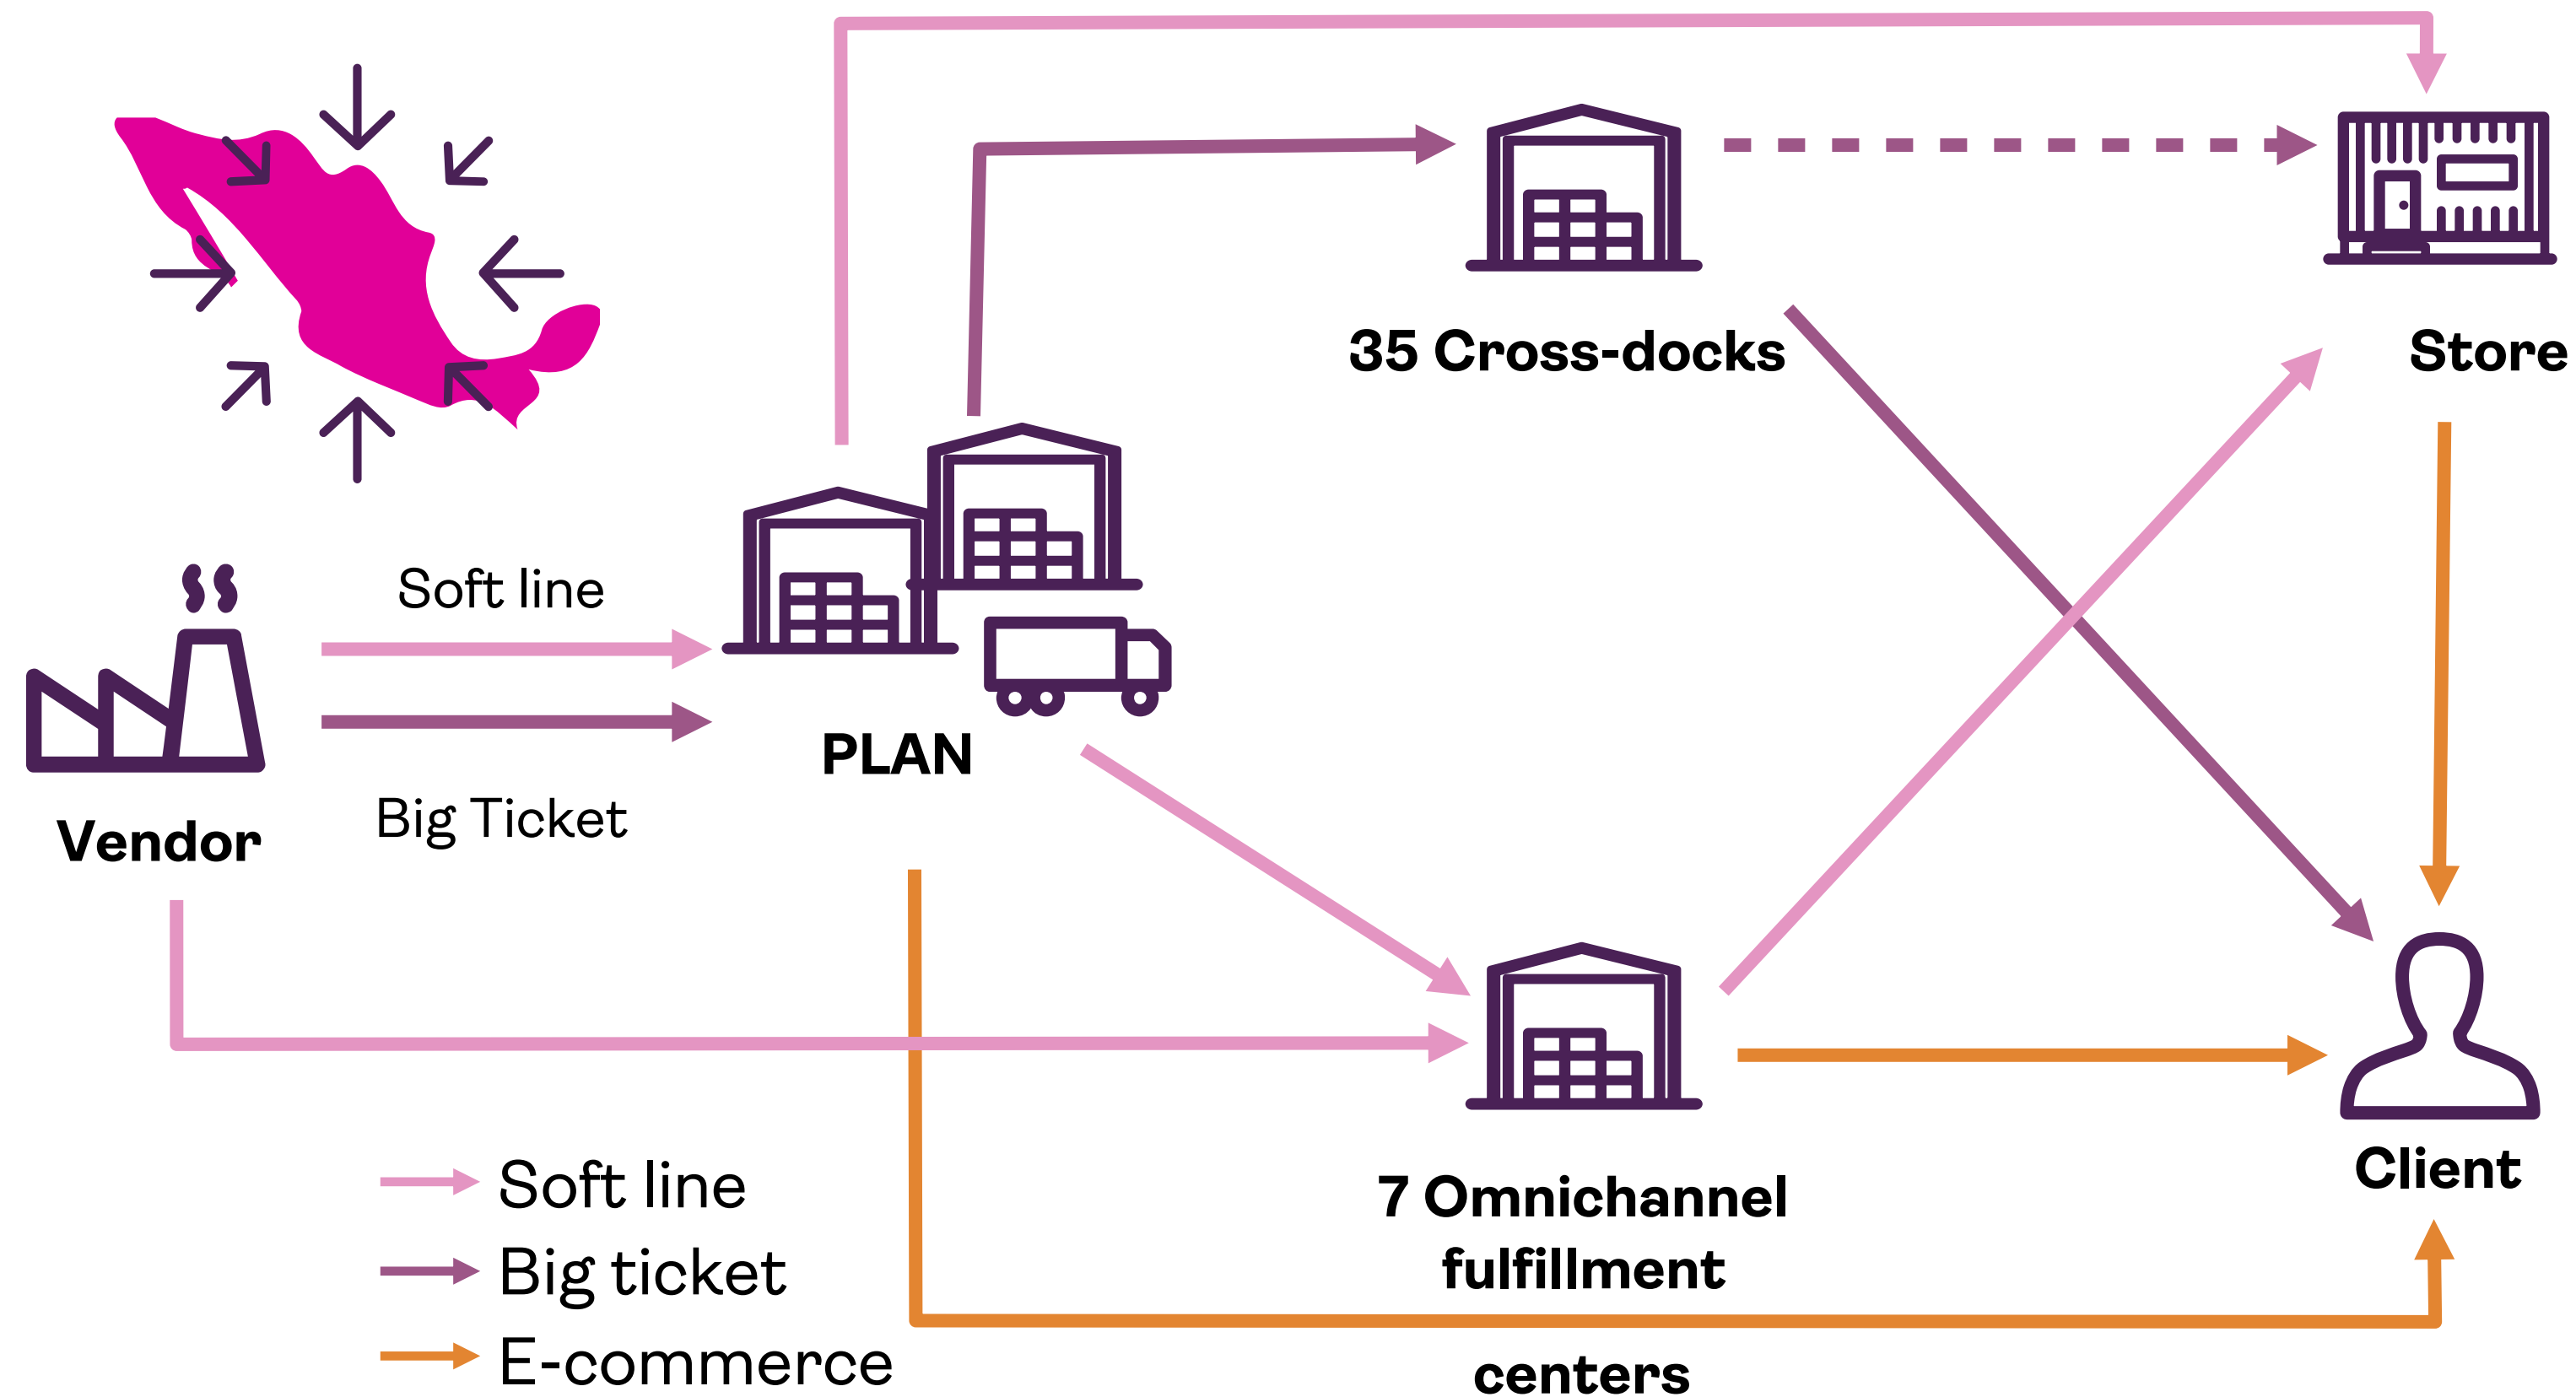 35 Cross-docks
Store
Soft line
Big Ticket
Vendor
PLAN
Client
7 Omnichannel
fulfillment
centers
Soft line
Big ticket
E-commerce